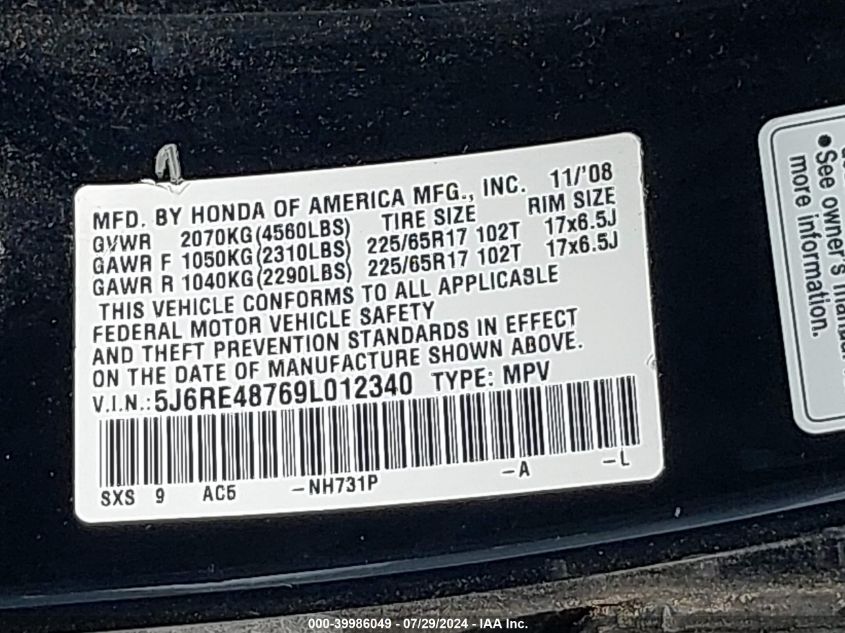 MFD. BY HONDA OF AMERICA MFG., INC. 11/'08
GVWR 2070KG(4560LBS) TIRE SIZE RIM SIZE
GAWR F 1050KG(2310LBS) 225/65R17 102T 17x6.5J
GAWR R 1040KG(2290LBS) 225/65R17 102T 17x6.5J
THIS VEHICLE CONFORMS TO ALL APPLICABLE
FEDERAL MOTOR VEHICLE SAFETY
AND THEFT PREVENTION STANDARDS IN EFFECT
ON THE DATE OF MANUFACTURE SHOWN ABOVE.
V.I.N.: 5J6RE48769L012340 TYPE: MPV
SXS 9 AC5 -NH731P -A -L
●See owner's manual
more information.
000-39986049 - 07/29/2024 - IAA Inc.